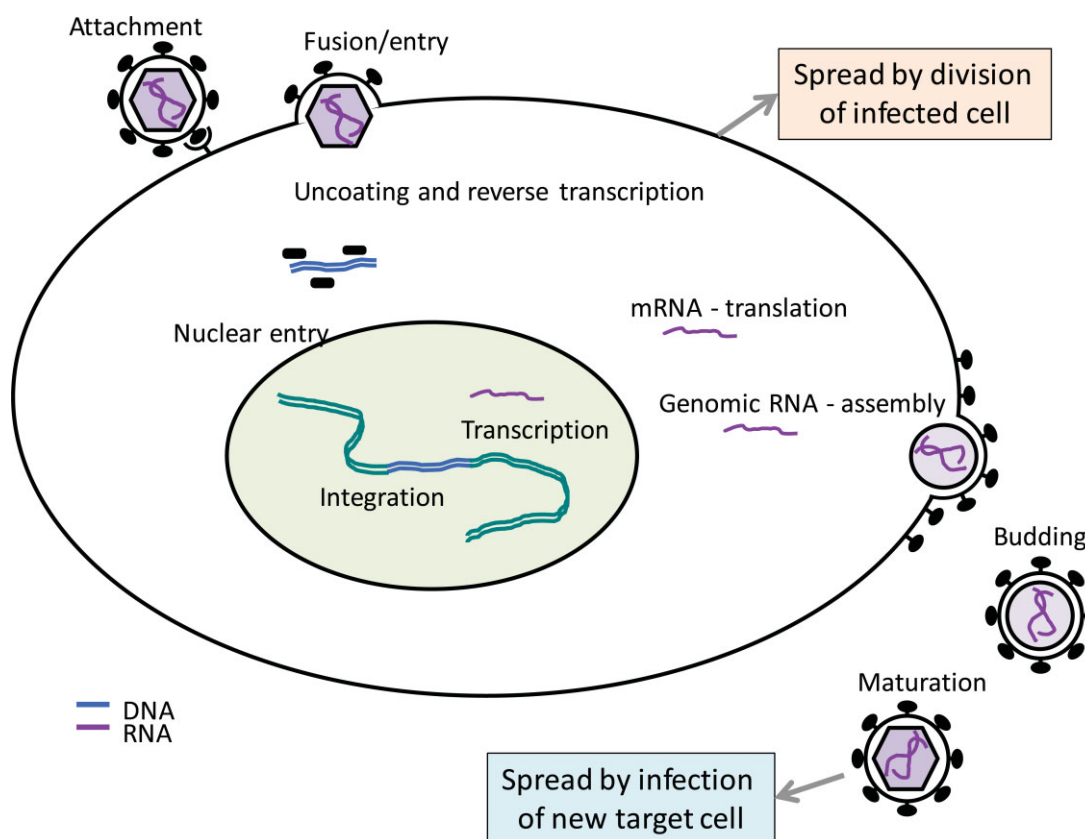 Attachment
Fusion/entry
Spread by division
of infected cell
Uncoating and reverse transcription
Nuclear entry
mRNA - translation
Genomic RNA - assembly
Transcription
Integration
Budding
Maturation
DNA
RNA
Spread by infection
of new target cell